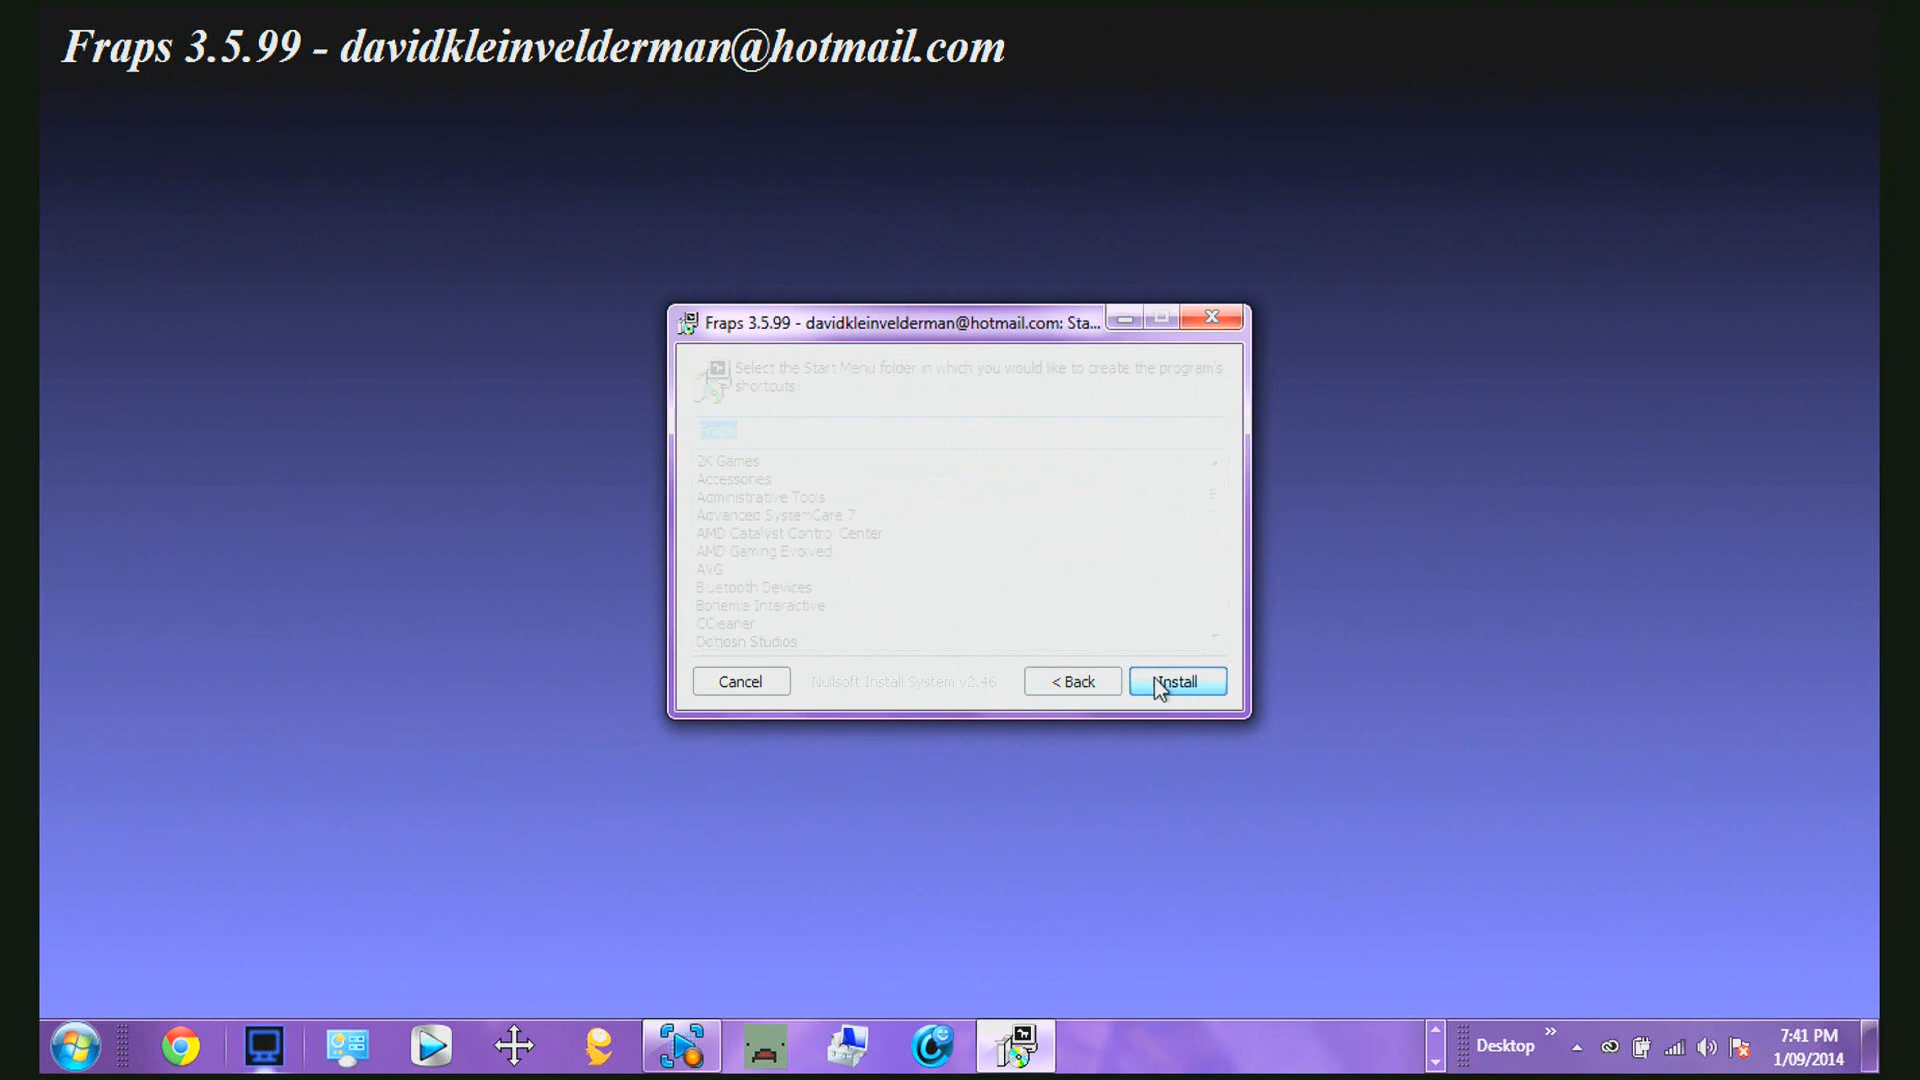 Fraps 3.5.99 - davidkleinvelderman@hotmail.com
Fraps 3.5.99 - davidkleinvelderman@hotmail.com: Sta...
Select the Start Menu folder in which you would like to create the program's
shortcuts:
Fraps
2K Games
Accessories
Administrative Tools
Advanced SystemCare 7
AMD Catalyst Control Center
AMD Gaming Evolved
AVG
Bluetooth Devices
Bohemia Interactive
CCleaner
Dotjosh Studios
Cancel
Nullsoft Install System v2.46
< Back
Install
Desktop
»
7:41 PM
1/09/2014